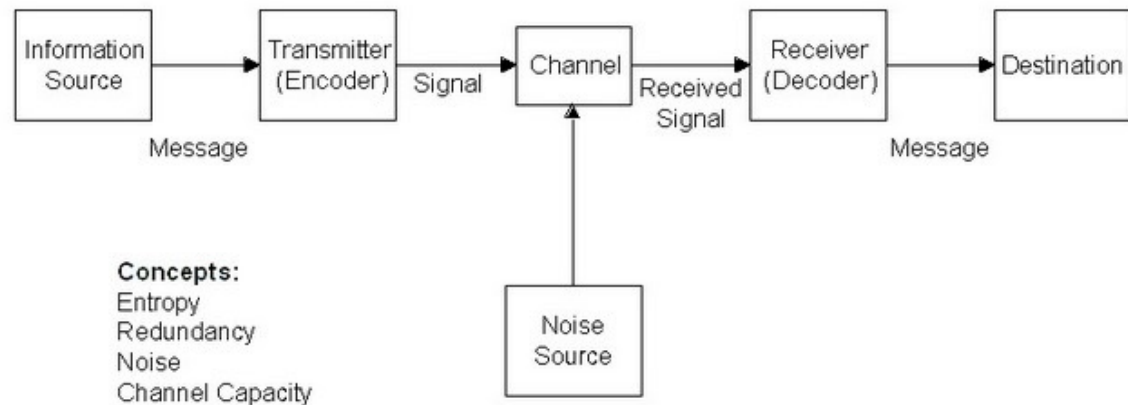 Information
Source
Transmitter
(Encoder)
Signal
Channel
Received
Signal
Receiver
(Decoder)
Destination
Message
Message
Concepts:
Entropy
Redundancy
Noise
Channel Capacity
Noise
Source